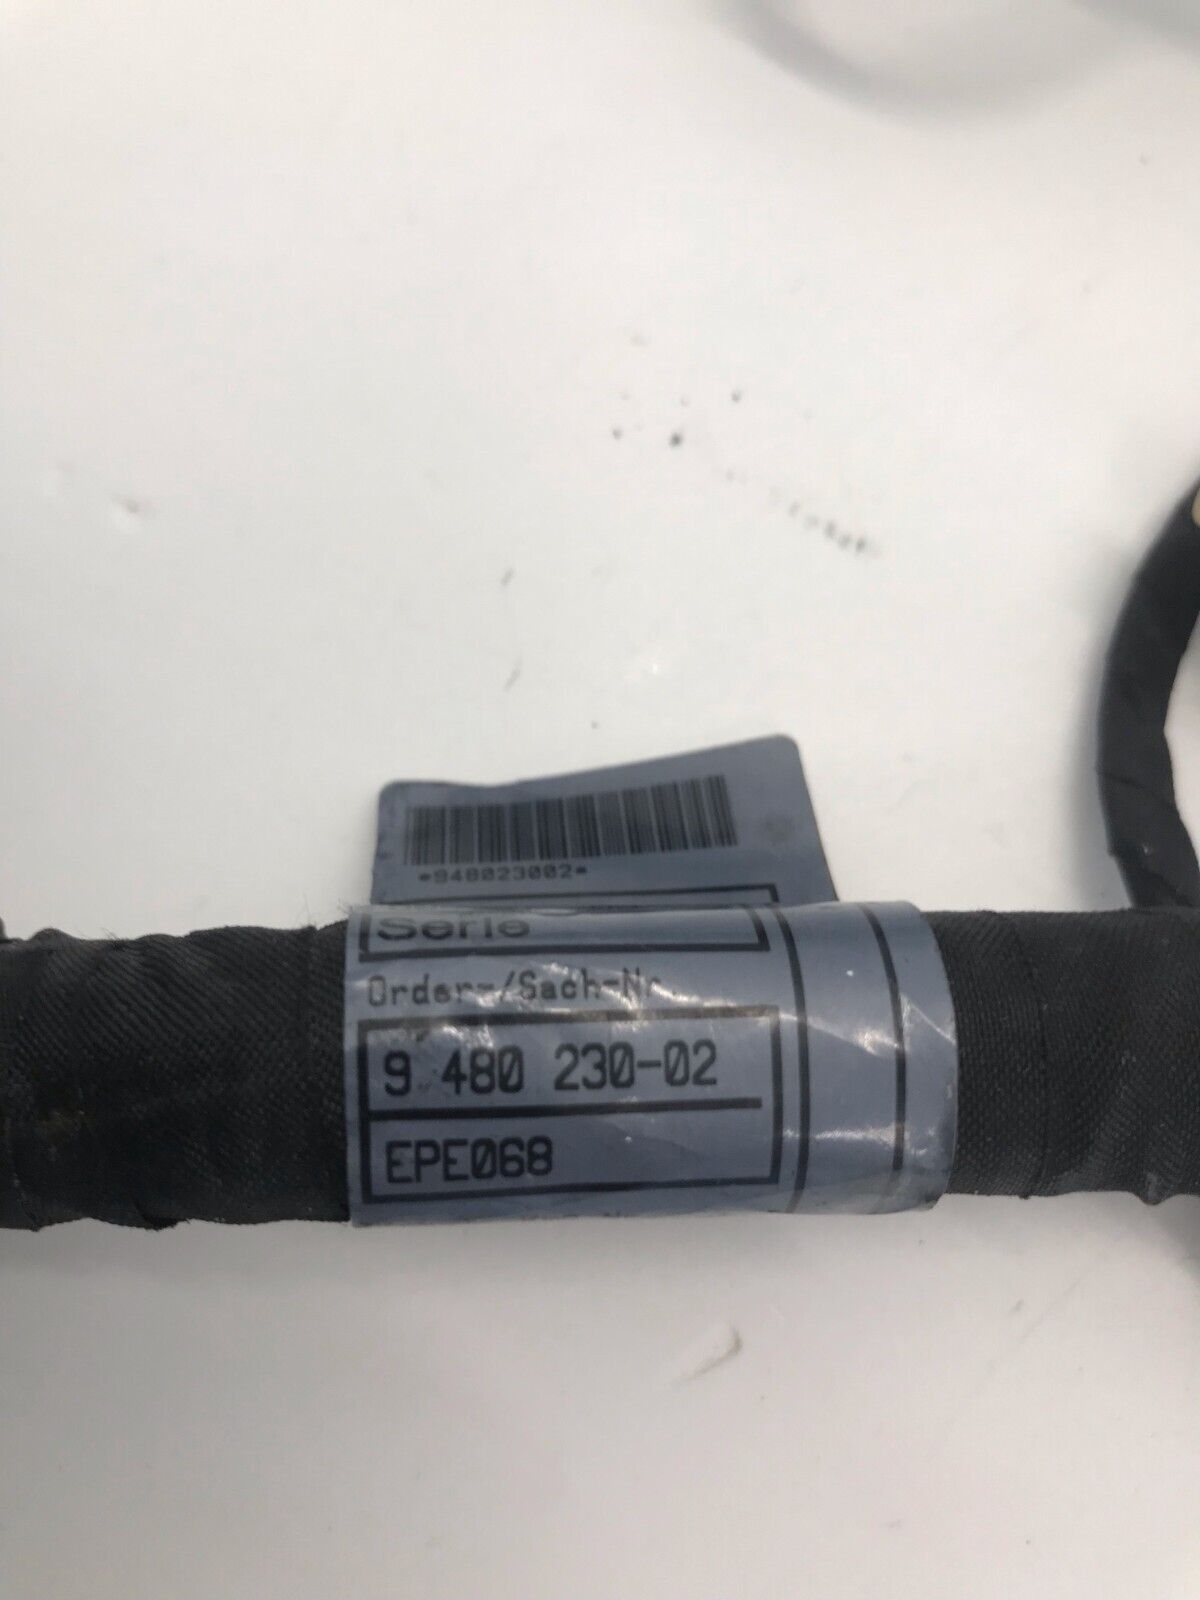 *948023002*
Serie
Order-/Sach-Nr.
9 480 230-02
EPE068